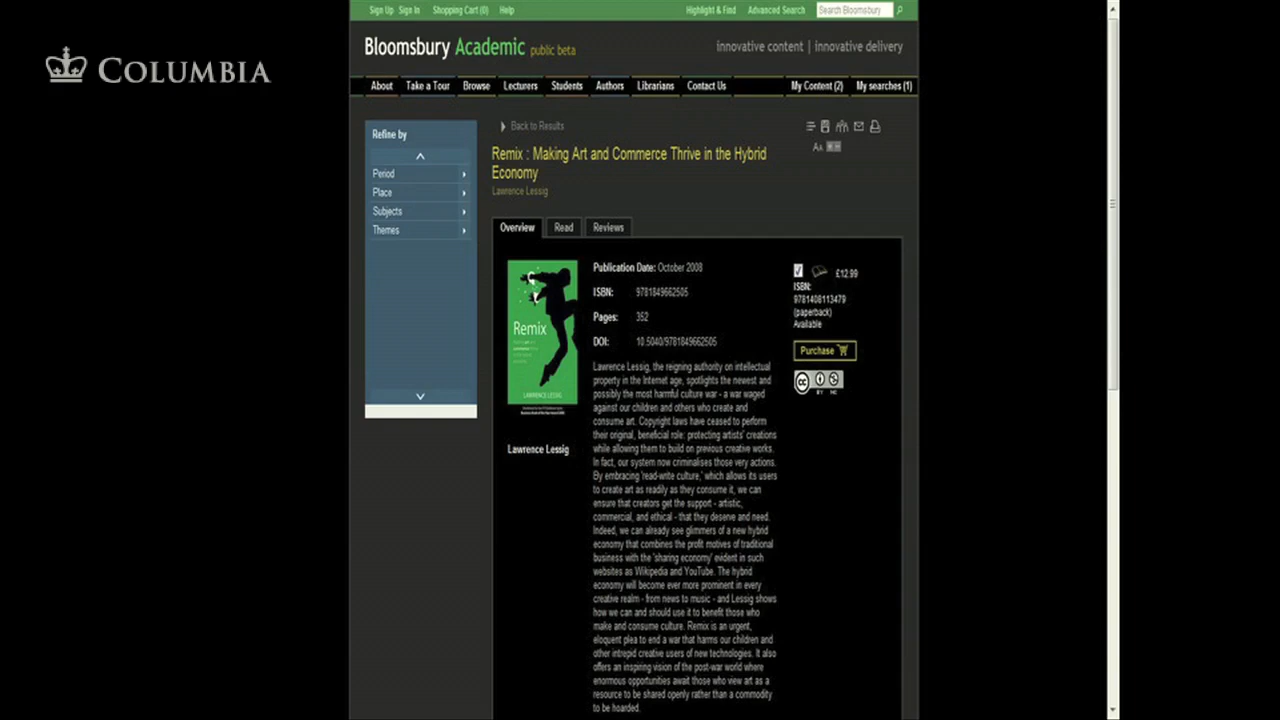 Sign Up Sign In Shopping Cart (0) Help Highlight & Find Advanced Search Search Bloomsbury
COLUMBIA
Bloomsbury Academic public beta
innovative content | innovative delivery
About Take a Tour Browse Lecturers Students Authors Librarians Contact Us My Content (2) My searches (1)
Refine by
Period
Place
Subjects
Themes
Back to Results
Remix : Making Art and Commerce Thrive in the Hybrid
Economy
Lawrence Lessig
AA
Overview Read Reviews
Remix
LAWRENCE LESSIG
Lawrence Lessig
Publication Date: October 2008
ISBN: 9781849662505
Pages: 352
DOI: 10.5040/9781849662505
Lawrence Lessig, the reigning authority on intellectual
property in the Internet age, spotlights the newest and
possibly the most harmful culture war - a war waged
against our children and others who create and
consume art. Copyright laws have ceased to perform
their original, beneficial role: protecting artists' creations
while allowing them to build on previous creative works.
In fact, our system now criminalises those very actions.
By embracing 'read-write culture,' which allows its users
to create art as readily as they consume it, we can
ensure that creators get the support - artistic,
commercial, and ethical - that they deserve and need.
Indeed, we can already see glimmers of a new hybrid
economy that combines the profit motives of traditional
business with the 'sharing economy' evident in such
websites as Wikipedia and YouTube. The hybrid
economy will become ever more prominent in every
creative realm - from news to music - and Lessig shows
how we can and should use it to benefit those who
make and consume culture. Remix is an urgent,
eloquent plea to end a war that harms our children and
other intrepid creative users of new technologies. It also
offers an inspiring vision of the post-war world where
enormous opportunities await those who view art as a
resource to be shared openly rather than a commodity
to be hoarded.
£12.99
ISBN:
9781408113479
(paperback)
Available
Purchase
cc BY NC